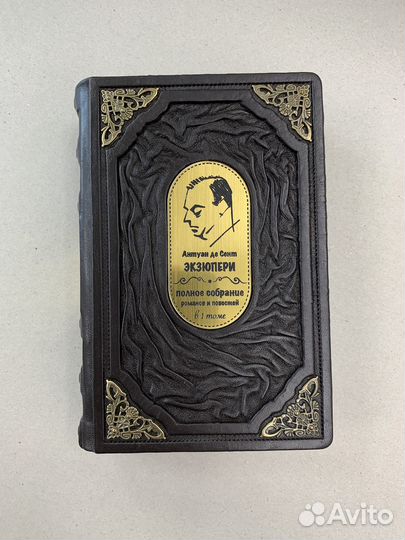 Антуан де Сент
ЭКЗЮПЕРИ
полное собрание
романов и повестей
в 1 томе
Avito